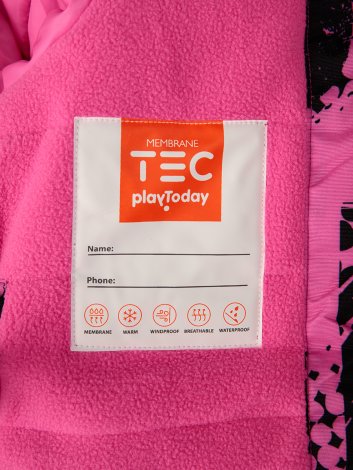 MEMBRANE
TEC
playToday
Name:
Phone:
MEMBRANE WARM WINDPROOF BREATHABLE WATERPROOF